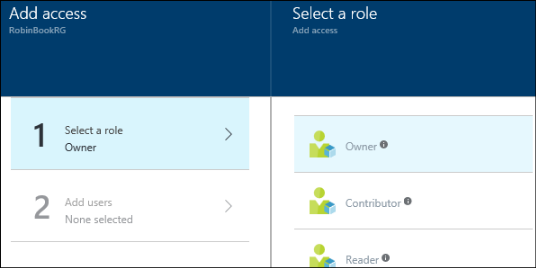 Add access
RobinBookRG
1
Select a role
Owner
2
Add users
None selected
Select a role
Add access
Owner
Contributor
Reader